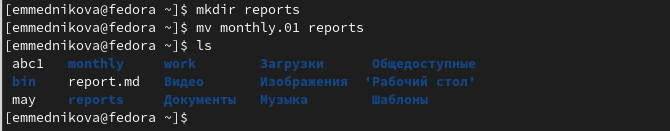 [emmednikova@fedora ~]$ mkdir reports
[emmednikova@fedora ~]$ mv monthly.01 reports
[emmednikova@fedora ~]$ ls
abc1 monthly work Загрузки Общедоступные
bin report.md Видео Изображения 'Рабочий стол'
may reports Документы Музыка Шаблоны
[emmednikova@fedora ~]$